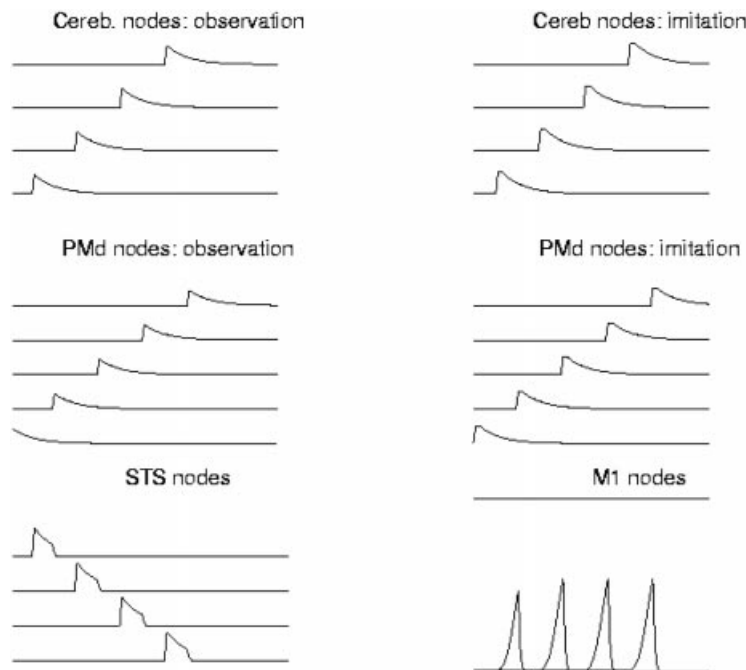 Cereb. nodes: observation
Cereb nodes: imitation
PMd nodes: observation
PMd nodes: imitation
STS nodes
M1 nodes